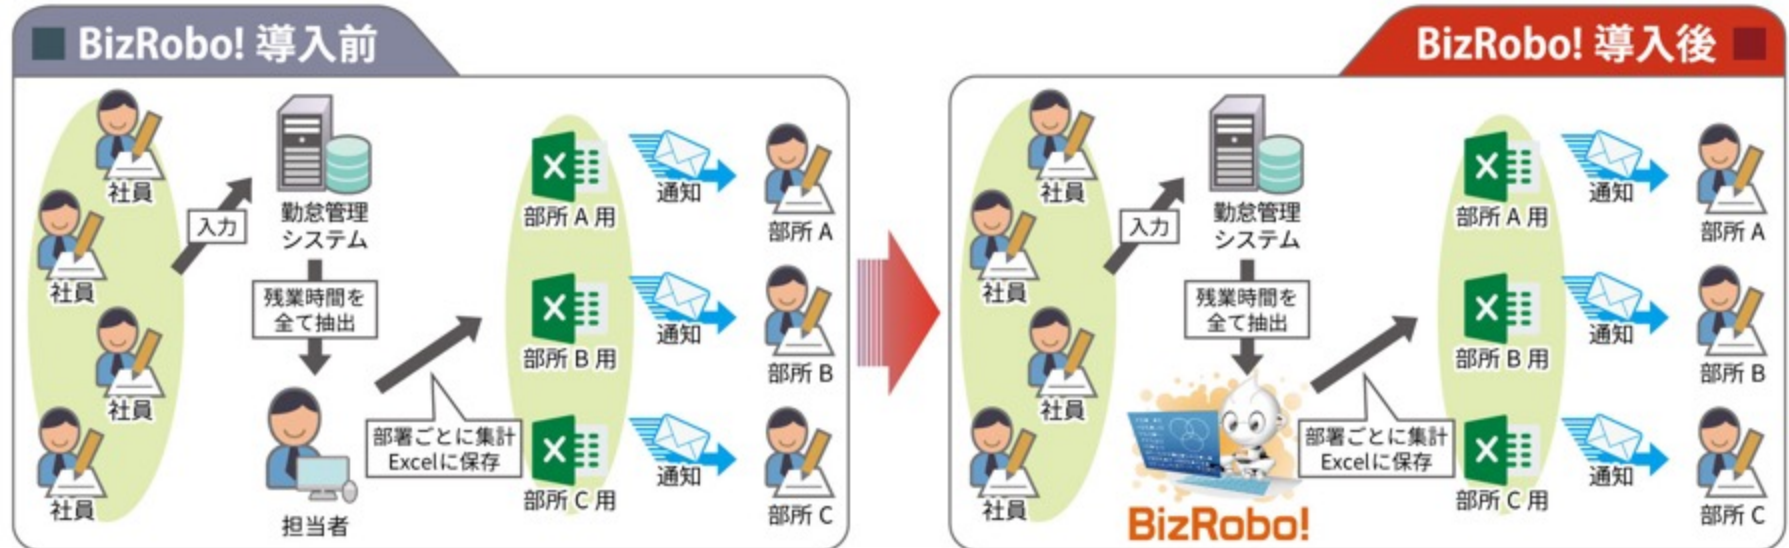 BizRobo! 導入前
社員
社員
社員
社員
入力
勤怠管理
システム
残業時間を
全て抽出
担当者
部署ごとに集計
Excelに保存
部所 A 用
通知
部所 A
部所 B 用
通知
部所 B
部所 C 用
通知
部所 C
BizRobo! 導入後
社員
社員
社員
社員
入力
勤怠管理
システム
残業時間を
全て抽出
BizRobo!
部署ごとに集計
Excelに保存
部所 A 用
通知
部所 A
部所 B 用
通知
部所 B
部所 C 用
通知
部所 C